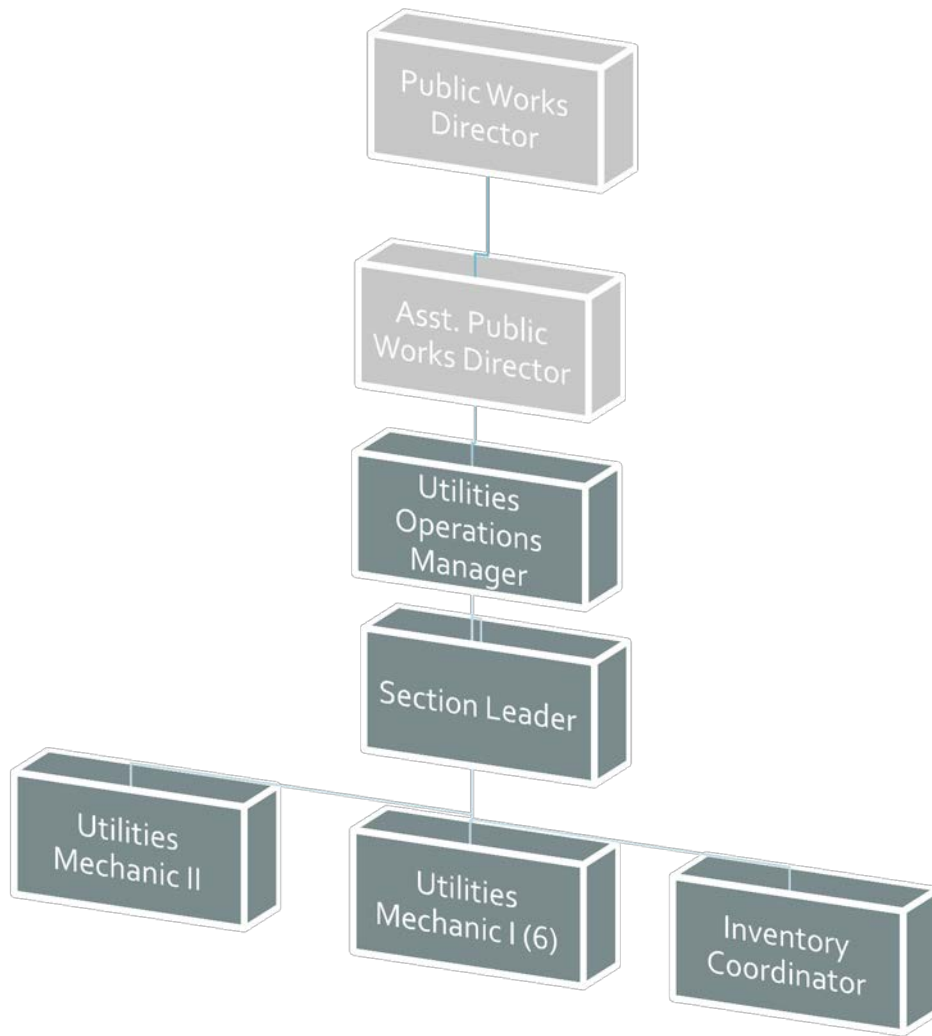 Public Works
Director
Asst. Public
Works Director
Utilities
Operations
Manager
Section Leader
Utilities
Mechanic II
Utilities
Mechanic I (6)
Inventory
Coordinator